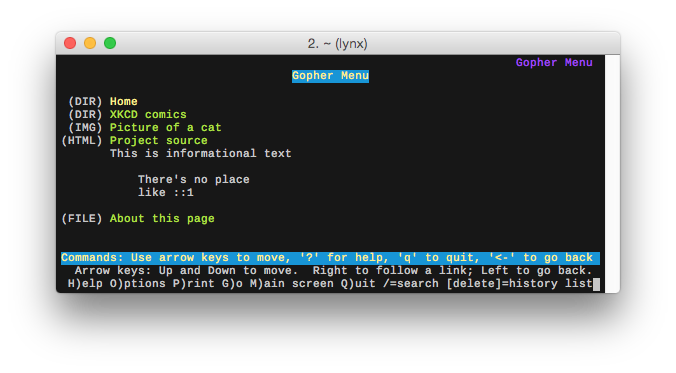 2. ~ (lynx)
Gopher Menu
Gopher Menu
(DIR) Home
(DIR) XKCD comics
(IMG) Picture of a cat
(HTML) Project source
This is informational text
There's no place
like ::1
(FILE) About this page
Commands: Use arrow keys to move, '?' for help, 'q' to quit, '<-' to go back
Arrow keys: Up and Down to move.  Right to follow a link; Left to go back.
H)elp O)ptions P)rint G)o M)ain screen Q)uit /=search [delete]=history list